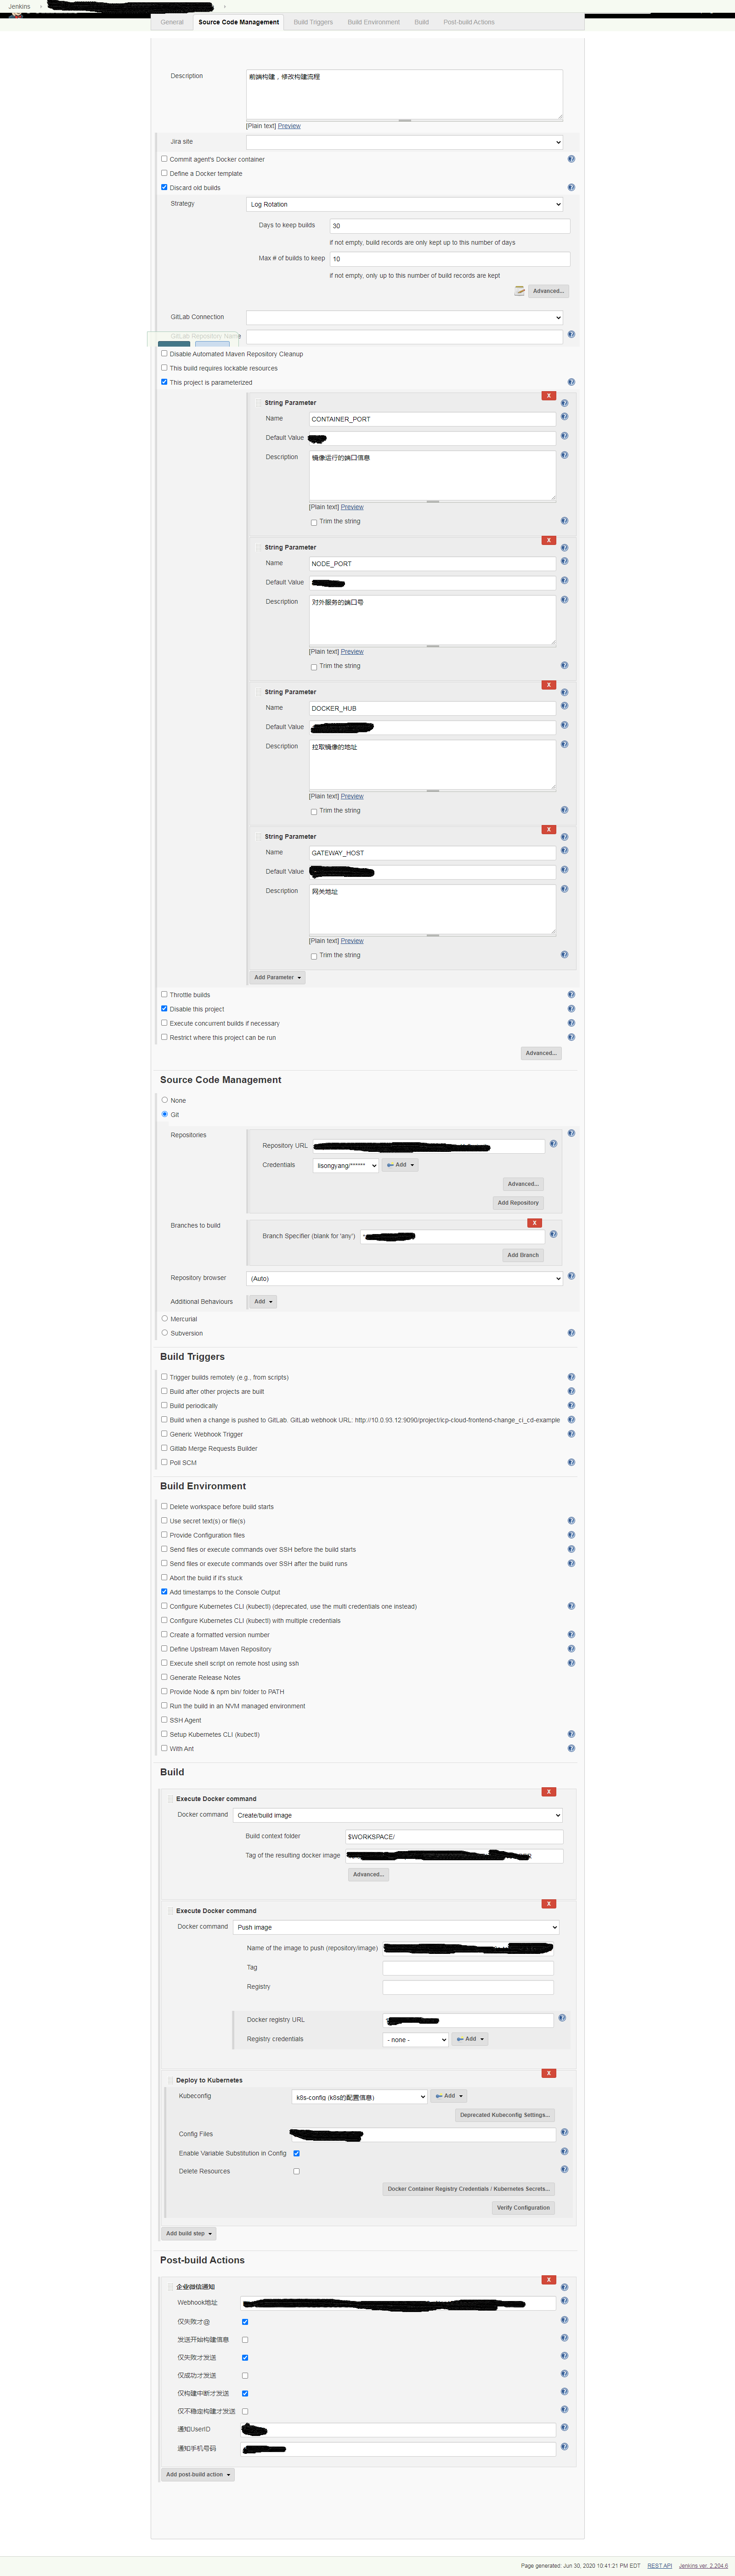 Jenkins
General Source Code Management Build Triggers Build Environment Build Post-build Actions
Description 前端构建，修改构建流程
[Plain text] Preview
Jira site
Commit agent's Docker container
Define a Docker template
Discard old builds
Strategy Log Rotation
Days to keep builds 30
if not empty, build records are only kept up to this number of days
Max # of builds to keep 10
if not empty, only up to this number of build records are kept
Advanced...
GitLab Connection
GitLab Repository Name
Disable Automated Maven Repository Cleanup
This build requires lockable resources
This project is parameterized
X
String Parameter
Name CONTAINER_PORT
Default Value
Description 镜像运行的端口信息
[Plain text] Preview
Trim the string
X
String Parameter
Name NODE_PORT
Default Value
Description 对外服务的端口号
[Plain text] Preview
Trim the string
X
String Parameter
Name DOCKER_HUB
Default Value
Description 拉取镜像的地址
[Plain text] Preview
Trim the string
X
String Parameter
Name GATEWAY_HOST
Default Value
Description 网关地址
[Plain text] Preview
Trim the string
Add Parameter
Throttle builds
Disable this project
Execute concurrent builds if necessary
Restrict where this project can be run
Advanced...
Source Code Management
None
Git
Repositories
Repository URL
Credentials lisongyang/****** Add
Advanced...
Add Repository
Branches to build
X
Branch Specifier (blank for 'any')
Add Branch
Repository browser (Auto)
Additional Behaviours Add
Mercurial
Subversion
Build Triggers
Trigger builds remotely (e.g., from scripts)
Build after other projects are built
Build periodically
Build when a change is pushed to GitLab. GitLab webhook URL: http://10.0.93.12:9090/project/icp-cloud-frontend-change_ci_cd-example
Generic Webhook Trigger
Gitlab Merge Requests Builder
Poll SCM
Build Environment
Delete workspace before build starts
Use secret text(s) or file(s)
Provide Configuration files
Send files or execute commands over SSH before the build starts
Send files or execute commands over SSH after the build runs
Abort the build if it's stuck
Add timestamps to the Console Output
Configure Kubernetes CLI (kubectl) (deprecated, use the multi credentials one instead)
Configure Kubernetes CLI (kubectl) with multiple credentials
Create a formatted version number
Define Upstream Maven Repository
Execute shell script on remote host using ssh
Generate Release Notes
Provide Node & npm bin/ folder to PATH
Run the build in an NVM managed environment
SSH Agent
Setup Kubernetes CLI (kubectl)
With Ant
Build
X
Execute Docker command
Docker command Create/build image
Build context folder $WORKSPACE/
Tag of the resulting docker image
Advanced...
X
Execute Docker command
Docker command Push image
Name of the image to push (repository/image)
Tag
Registry
Docker registry URL
Registry credentials - none - Add
X
Deploy to Kubernetes
Kubeconfig k8s-config (k8s的配置信息) Add
Deprecated Kubeconfig Settings...
Config Files
Enable Variable Substitution in Config
Delete Resources
Docker Container Registry Credentials / Kubernetes Secrets...
Verify Configuration
Add build step
Post-build Actions
X
企业微信通知
Webhook地址
仅失败才@
发送开始构建信息
仅失败才发送
仅成功才发送
仅构建中断才发送
仅不稳定构建才发送
通知UserID
通知手机号码
Add post-build action
Page generated: Jun 30, 2020 10:41:21 PM EDT REST API Jenkins ver. 2.204.6